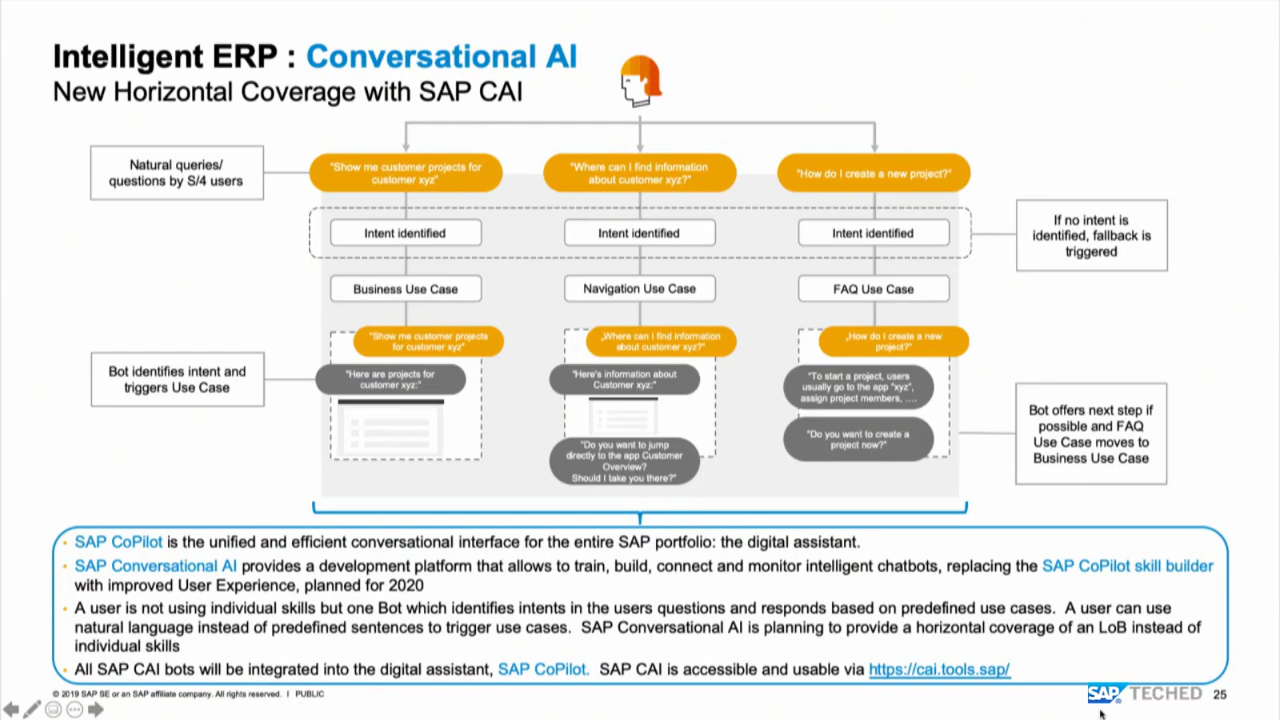 Intelligent ERP : Conversational AI
New Horizontal Coverage with SAP CAI
Natural queries/
questions by S/4 users
"Show me customer projects for
customer xyz"
"Where can I find information
about customer xyz?"
"How do I create a new project?"
Intent identified
Intent identified
Intent identified
If no intent is
identified, fallback is
triggered
Business Use Case
Navigation Use Case
FAQ Use Case
Bot identifies intent and
triggers Use Case
"Show me customer projects
for customer xyz"
"Here are projects for
customer xyz:"
„Where can I find information
about customer xyz?"
"Here's information about
Customer xyz:"
"Do you want to jump
directly to the app Customer
Overview?
Should I take you there?"
„How do I create a new
project?"
"To start a project, users
usually go to the app "xyz",
assign project members, ….
"Do you want to create a
project now?"
Bot offers next step if
possible and FAQ
Use Case moves to
Business Use Case
• SAP CoPilot is the unified and efficient conversational interface for the entire SAP portfolio: the digital assistant.
• SAP Conversational AI provides a development platform that allows to train, build, connect and monitor intelligent chatbots, replacing the SAP CoPilot skill builder
with improved User Experience, planned for 2020
• A user is not using individual skills but one Bot which identifies intents in the users questions and responds based on predefined use cases. A user can use
natural language instead of predefined sentences to trigger use cases. SAP Conversational AI is planning to provide a horizontal coverage of an LoB instead of
individual skills
• All SAP CAI bots will be integrated into the digital assistant, SAP CoPilot. SAP CAI is accessible and usable via https://cai.tools.sap/
© 2019 SAP SE or an SAP affiliate company. All rights reserved. | PUBLIC
SAP TECHED 25